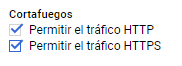 Cortafuegos
Permitir el tráfico HTTP
Permitir el tráfico HTTPS